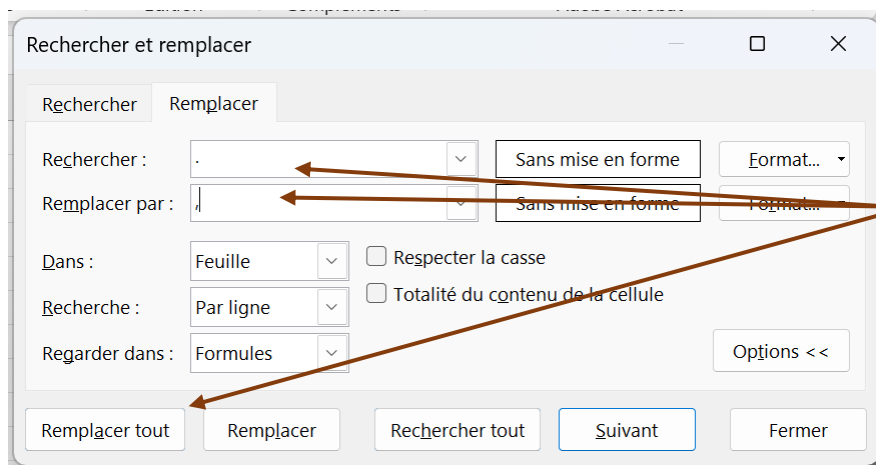 Rechercher et remplacer
Rechercher Remplacer
Rechercher : . Sans mise en forme Format...
Remplacer par : , Sans mise en forme Format...
Dans : Feuille Respecter la casse
Recherche : Par ligne Totalité du contenu de la cellule
Regarder dans : Formules Options <<
Remplacer tout Remplacer Rechercher tout Suivant Fermer